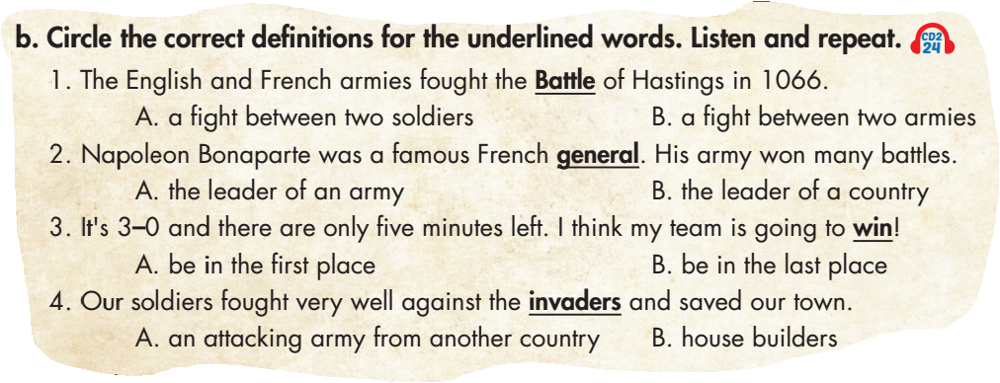 b. Circle the correct definitions for the underlined words. Listen and repeat. CD2 24
1. The English and French armies fought the Battle of Hastings in 1066.
A. a fight between two soldiers B. a fight between two armies
2. Napoleon Bonaparte was a famous French general. His army won many battles.
A. the leader of an army B. the leader of a country
3. It's 3–0 and there are only five minutes left. I think my team is going to win!
A. be in the first place B. be in the last place
4. Our soldiers fought very well against the invaders and saved our town.
A. an attacking army from another country B. house builders